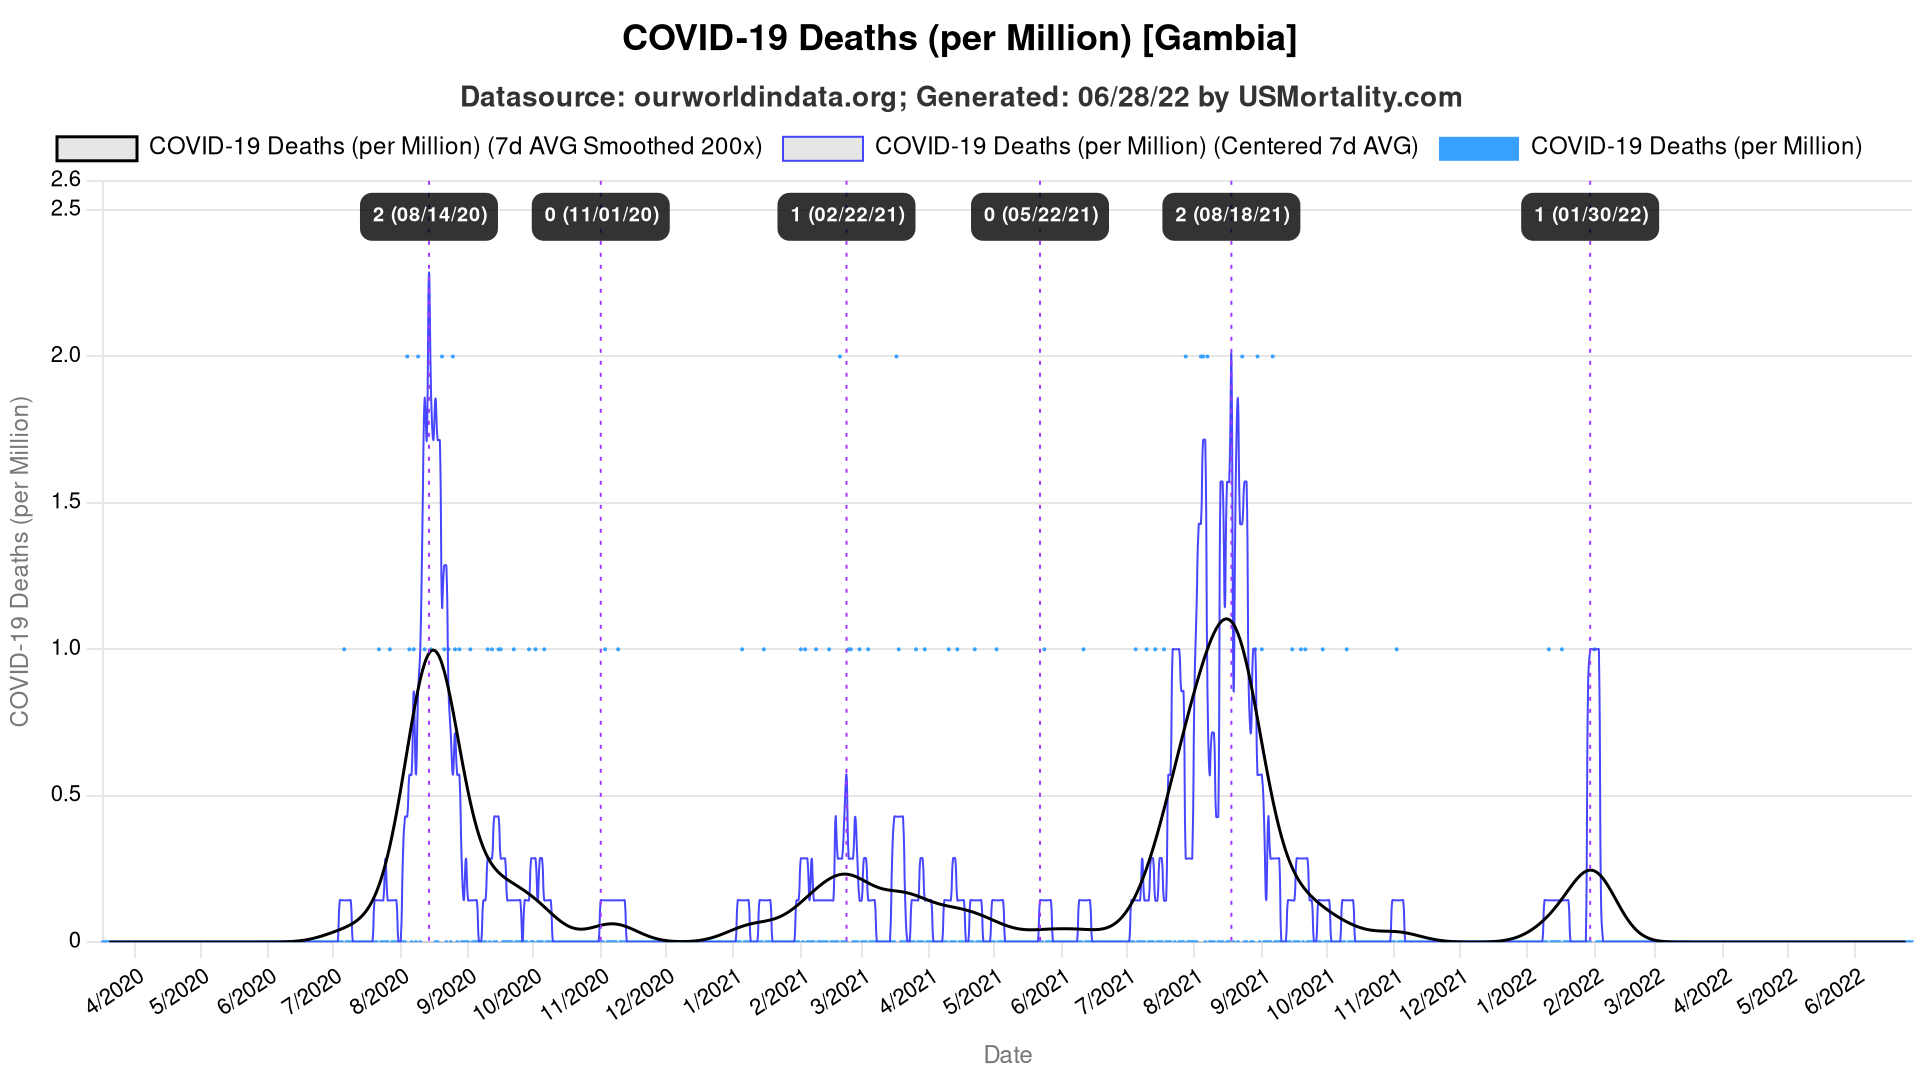 COVID-19 Deaths (per Million) [Gambia]
Datasource: ourworldindata.org; Generated: 06/28/22 by USMortality.com
COVID-19 Deaths (per Million) (7d AVG Smoothed 200x) COVID-19 Deaths (per Million) (Centered 7d AVG) COVID-19 Deaths (per Million)
2.6
2.5
2 (08/14/20) 0 (11/01/20) 1 (02/22/21) 0 (05/22/21) 2 (08/18/21) 1 (01/30/22)
2.0
1.5
1.0
0.5
0
COVID-19 Deaths (per Million)
4/2020 5/2020 6/2020 7/2020 8/2020 9/2020 10/2020 11/2020 12/2020 1/2021 2/2021 3/2021 4/2021 5/2021 6/2021 7/2021 8/2021 9/2021 10/2021 11/2021 12/2021 1/2022 2/2022 3/2022 4/2022 5/2022 6/2022
Date